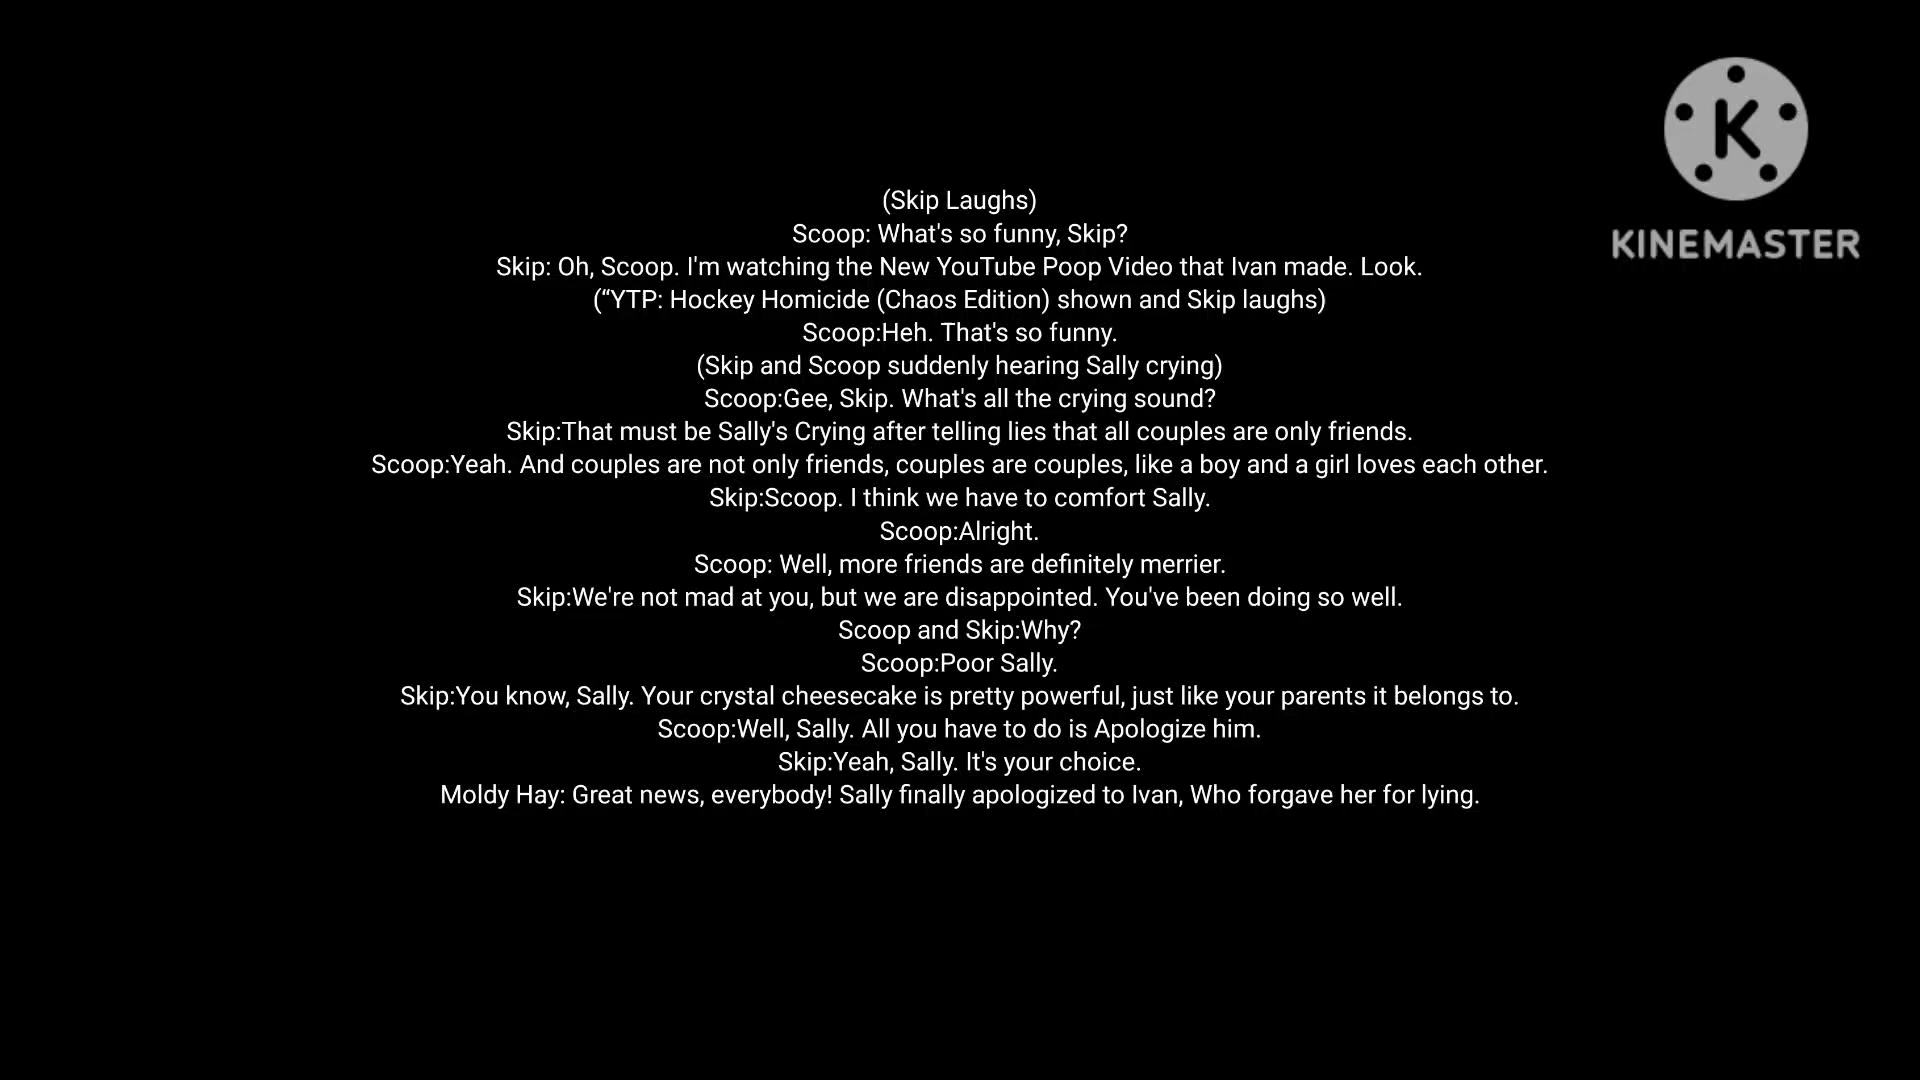 (Skip Laughs)
Scoop: What's so funny, Skip?
Skip: Oh, Scoop. I'm watching the New YouTube Poop Video that Ivan made. Look.
(“YTP: Hockey Homicide (Chaos Edition) shown and Skip laughs)
Scoop:Heh. That's so funny.
(Skip and Scoop suddenly hearing Sally crying)
Scoop:Gee, Skip. What's all the crying sound?
Skip:That must be Sally's Crying after telling lies that all couples are only friends.
Scoop:Yeah. And couples are not only friends, couples are couples, like a boy and a girl loves each other.
Skip:Scoop. I think we have to comfort Sally.
Scoop:Alright.
Scoop: Well, more friends are definitely merrier.
Skip:We're not mad at you, but we are disappointed. You've been doing so well.
Scoop and Skip:Why?
Scoop:Poor Sally.
Skip:You know, Sally. Your crystal cheesecake is pretty powerful, just like your parents it belongs to.
Scoop:Well, Sally. All you have to do is Apologize him.
Skip:Yeah, Sally. It's your choice.
Moldy Hay: Great news, everybody! Sally finally apologized to Ivan, Who forgave her for lying.
K
KINEMASTER